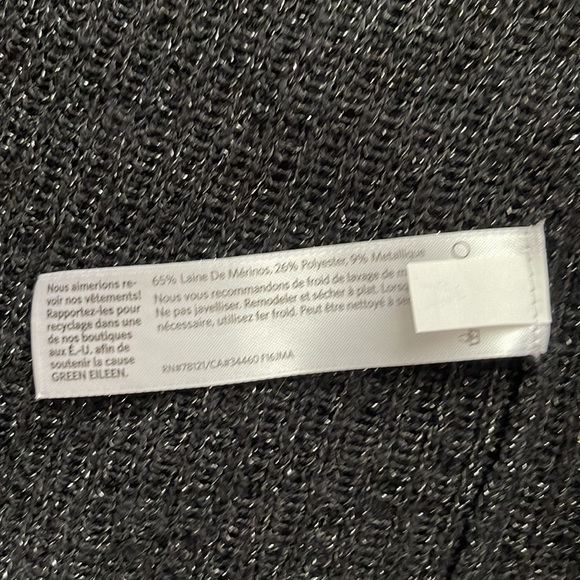 Nous aimerions re-
voir nos vêtements!
Rapportez-les pour
recyclage dans une
de nos boutiques
aux É.-U. afin de
soutenir la cause
GREEN EILEEN.
65% Laine De Mérinos, 26% Polyester, 9% Metallique
Nous vous recommandons de froid de lavage de m
Ne pas javelliser. Remodeler et sécher à plat. Lorsq
nécessaire, utilisez fer froid. Peut être nettoyé à se
RN#78121/CA#34460 F16JMA